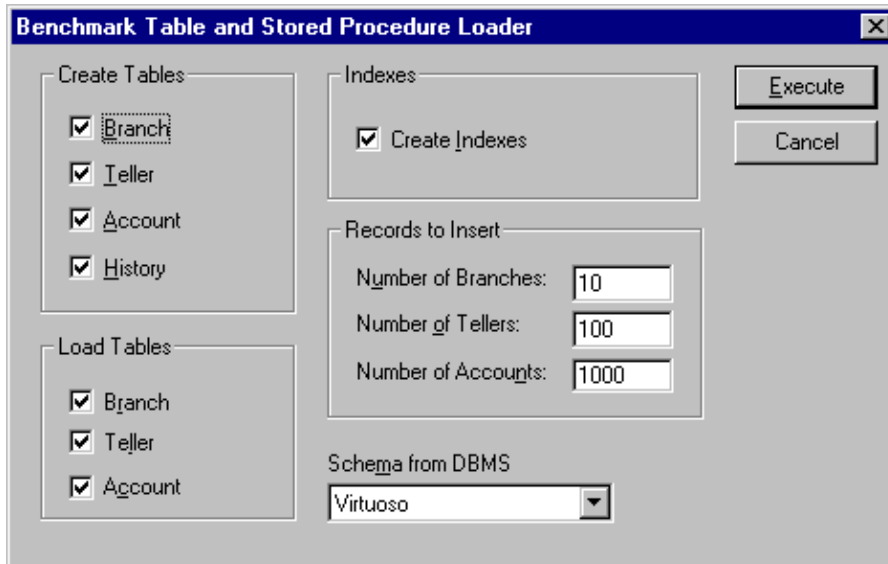 Benchmark Table and Stored Procedure Loader
Create Tables
Branch
Teller
Account
History
Load Tables
Branch
Teller
Account
Indexes
Create Indexes
Records to Insert
Number of Branches: 10
Number of Tellers: 100
Number of Accounts: 1000
Schema from DBMS
Virtuoso
Execute
Cancel